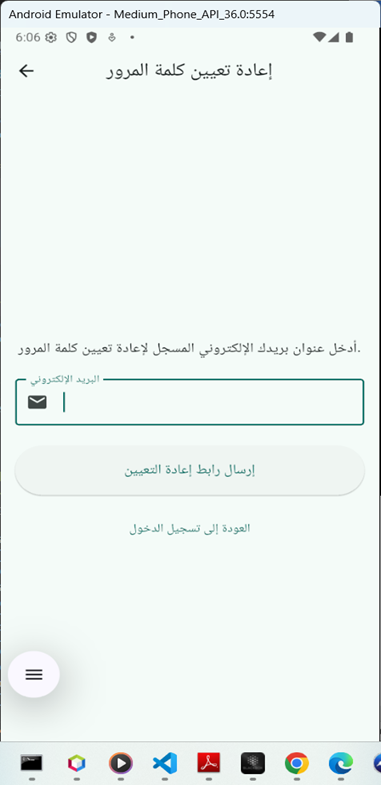 Android Emulator - Medium_Phone_API_36.0:5554
6:06
إعادة تعيين كلمة المرور
أدخل عنوان بريدك الإلكتروني المسجل لإعادة تعيين كلمة المرور.
البريد الإلكتروني
إرسال رابط إعادة التعيين
العودة إلى تسجيل الدخول